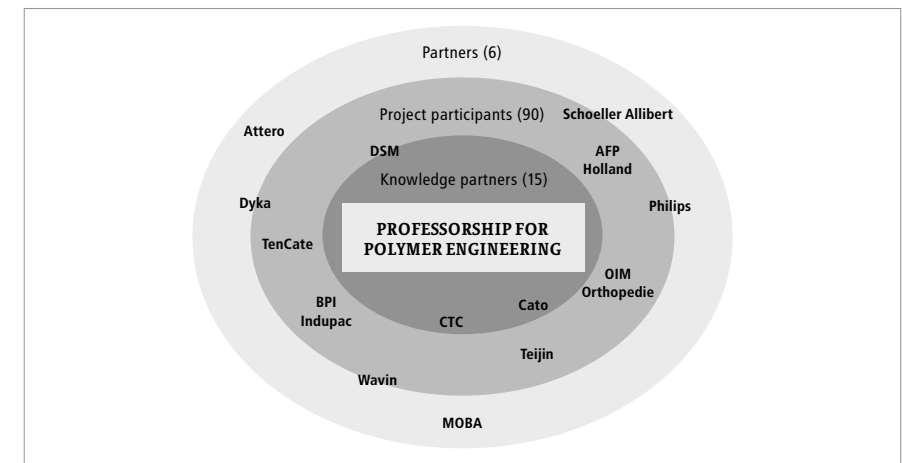 Partners (6)
Project participants (90)
Schoeller Allibert
Attero
DSM
AFP
Holland
Knowledge partners (15)
Dyka
Philips
PROFESSORSHIP FOR
POLYMER ENGINEERING
TenCate
OIM
Orthopedie
BPI
Indupac
Cato
CTC
Teijin
Wavin
MOBA